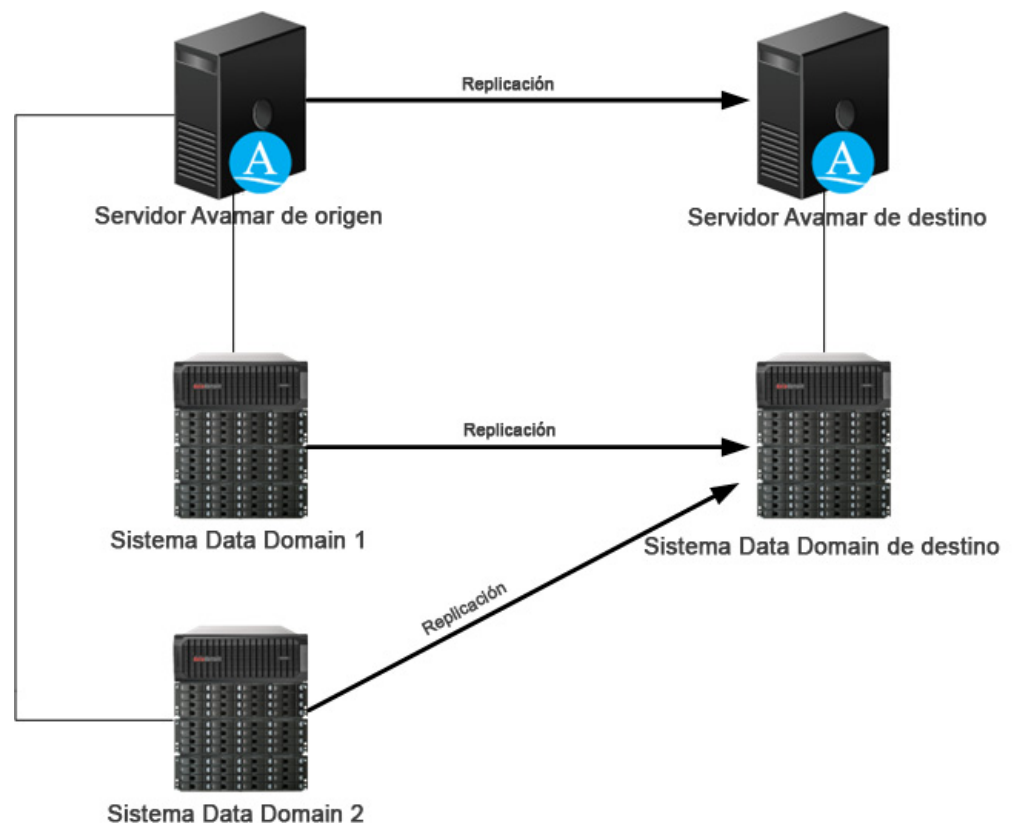 Replicación
A
A
Servidor Avamar de origen
Servidor Avamar de destino
Replicación
Sistema Data Domain 1
Sistema Data Domain de destino
Replicación
Sistema Data Domain 2